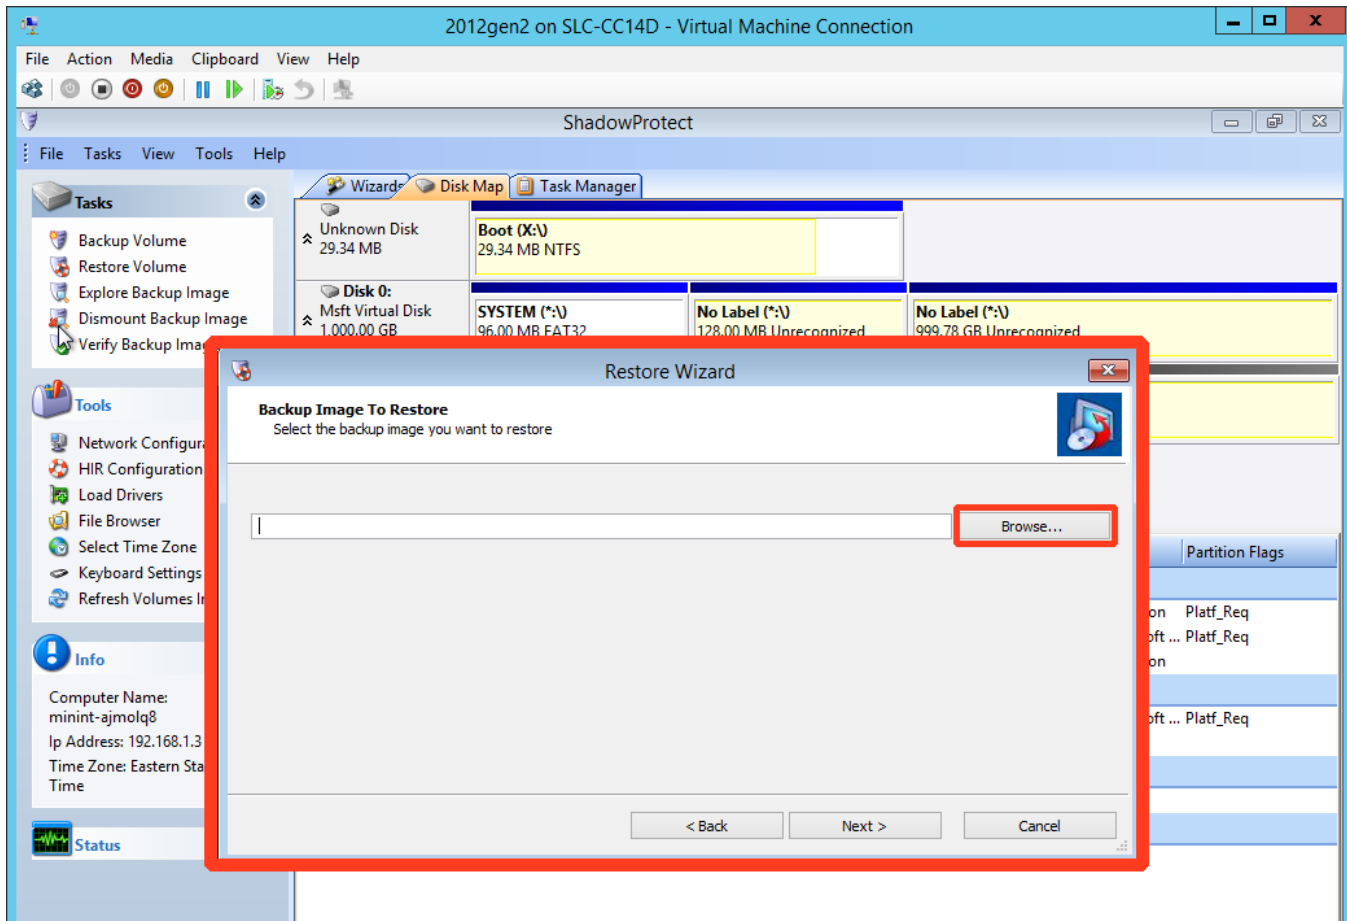 2012gen2 on SLC-CC14D - Virtual Machine Connection
File Action Media Clipboard View Help
ShadowProtect
File Tasks View Tools Help
Tasks
Backup Volume
Restore Volume
Explore Backup Image
Dismount Backup Image
Verify Backup Imag
Tools
Network Configura
HIR Configuration
Load Drivers
File Browser
Select Time Zone
Keyboard Settings
Refresh Volumes I
Info
Computer Name:
minint-ajmolq8
Ip Address: 192.168.1.3
Time Zone: Eastern Sta
Time
Status
Wizards Disk Map Task Manager
Unknown Disk
29.34 MB
Boot (X:\)
29.34 MB NTFS
Disk 0:
Msft Virtual Disk
1,000.00 GB
SYSTEM (*:\)
96.00 MB FAT32
No Label (*:\)
128.00 MB Unrecognized
No Label (*:\)
999.78 GB Unrecognized
Restore Wizard
Backup Image To Restore
Select the backup image you want to restore
Browse...
< Back Next > Cancel
Partition Flags
on Platf_Req
oft ... Platf_Req
on
oft ... Platf_Req